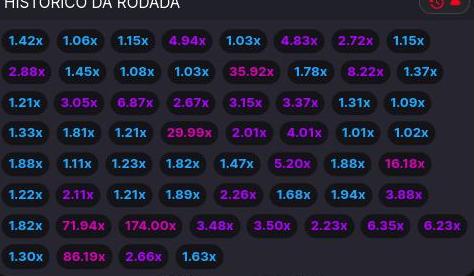 HISTÓRICO DA RODADA
1.42x 1.06x 1.15x 4.94x 1.03x 4.83x 2.72x 1.15x
2.88x 1.45x 1.08x 1.03x 35.92x 1.78x 8.22x 1.37x
1.21x 3.05x 6.87x 2.67x 3.15x 3.37x 1.31x 1.09x
1.33x 1.81x 1.21x 29.99x 2.01x 4.01x 1.01x 1.02x
1.88x 1.11x 1.23x 1.82x 1.47x 5.20x 1.88x 16.18x
1.22x 2.11x 1.21x 1.89x 2.26x 1.68x 1.94x 3.88x
1.82x 71.94x 174.00x 3.48x 3.50x 2.23x 6.35x 6.23x
1.30x 86.19x 2.66x 1.63x